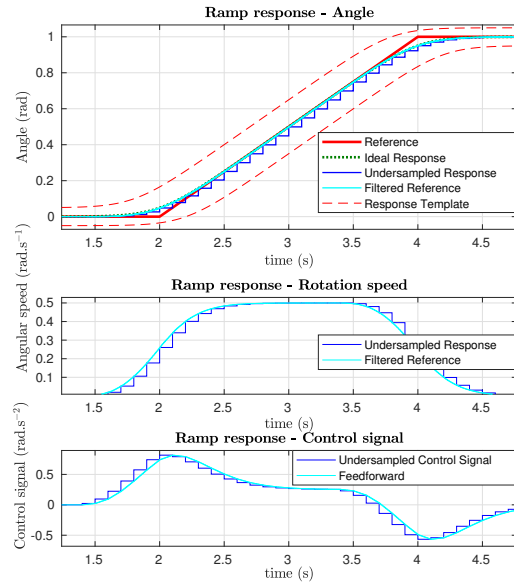 Ramp response - Angle
Angle (rad)
1
0.8
0.6
0.4
0.2
0
Reference
Ideal Response
Undersampled Response
Filtered Reference
Response Template
1.5 2 2.5 3 3.5 4 4.5
time (s)
Ramp response - Rotation speed
Angular speed (rad.s⁻¹)
0.5
0.4
0.3
0.2
0.1
Undersampled Response
Filtered Reference
1.5 2 2.5 3 3.5 4 4.5
time (s)
Ramp response - Control signal
Control signal (rad.s⁻²)
0.5
0
-0.5
Undersampled Control Signal
Feedforward
1.5 2 2.5 3 3.5 4 4.5
time (s)